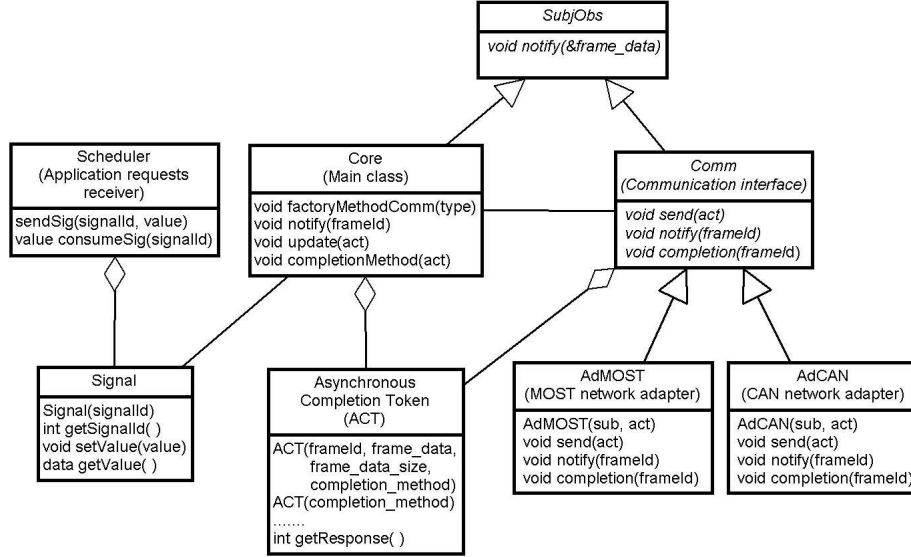 SubjObs
void notify(&frame_data)
Scheduler
(Application requests
receiver)
sendSig(signalId, value)
value consumeSig(signalId)
Core
(Main class)
void factoryMethodComm(type)
void notify(frameId)
void update(act)
void completionMethod(act)
Comm
(Communication interface)
void send(act)
void notify(frameId)
void completion(frameId)
Signal
Signal(signalId)
int getSignalId( )
void setValue(value)
data getValue( )
Asynchronous
Completion Token
(ACT)
ACT(frameId, frame_data,
frame_data_size,
completion_method)
ACT(completion_method)
.......
int getResponse( )
AdMOST
(MOST network adapter)
AdMOST(sub, act)
void send(act)
void notify(frameId)
void completion(frameId)
AdCAN
(CAN network adapter)
AdCAN(sub, act)
void send(act)
void notify(frameId)
void completion(frameId)